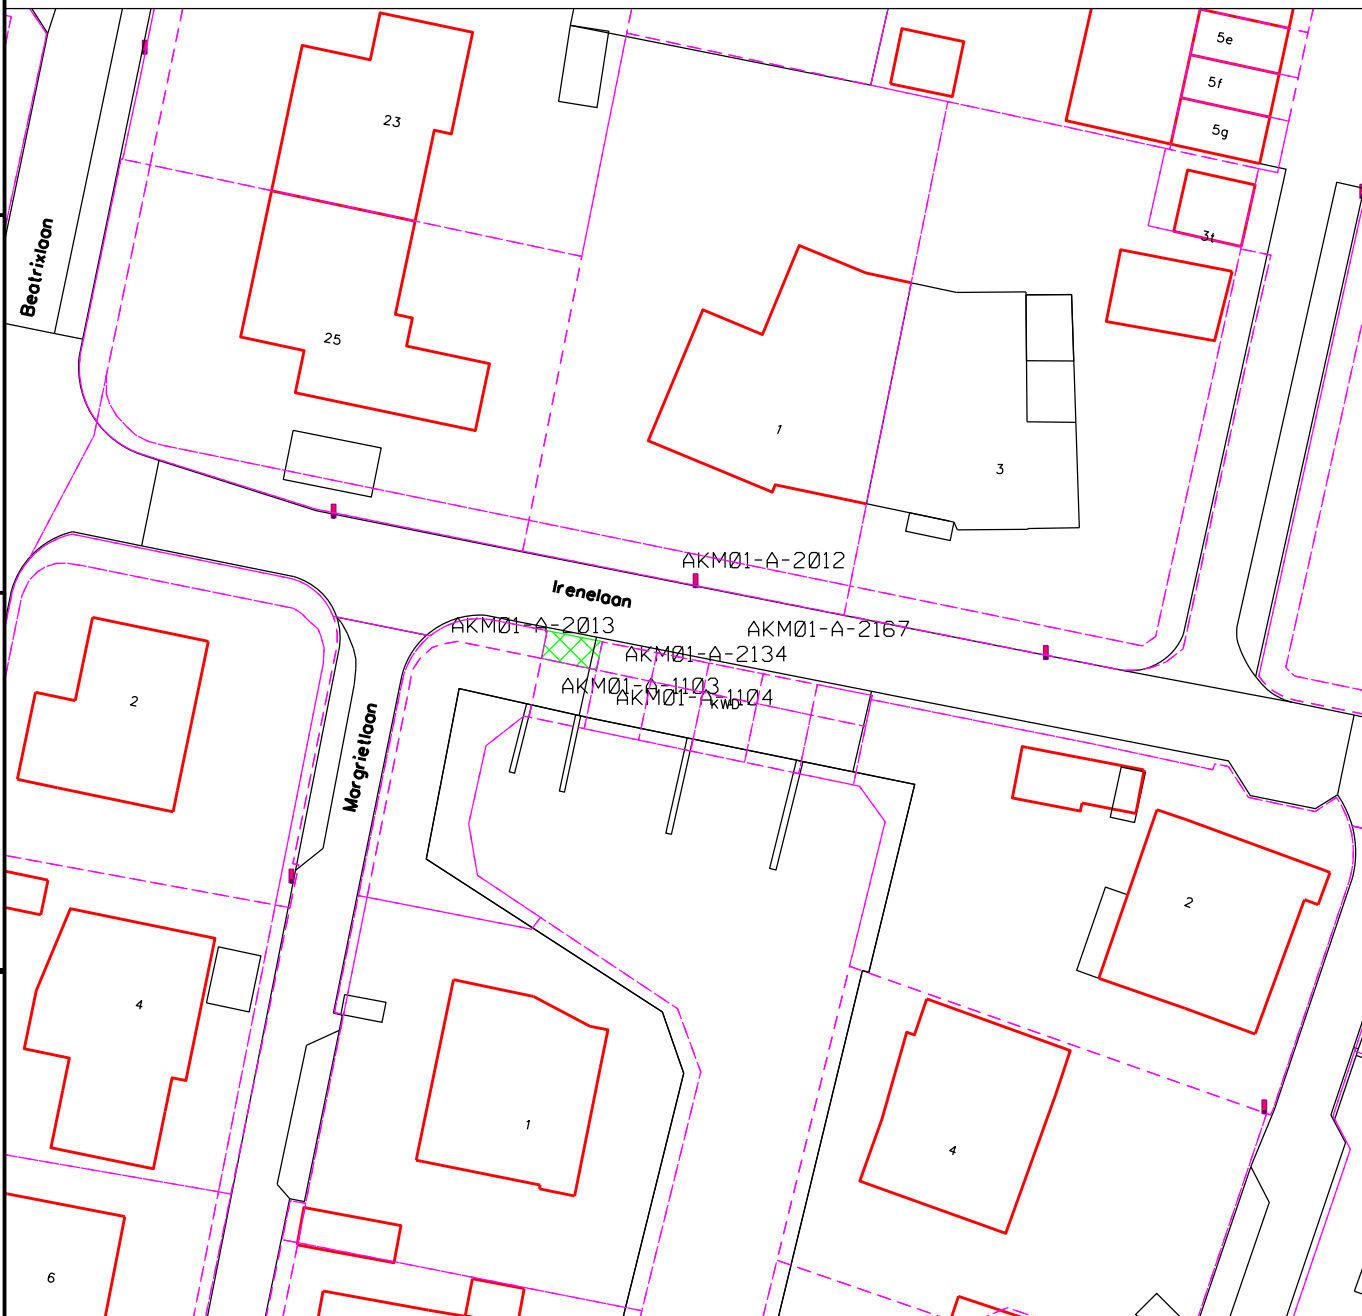 5e
5f
5g
23
3t
Beatrixlaan
25
1
3
AKM01-A-2012
Irenelaan
AKM01-A-2013
AKM01-A-2167
AKM01-A-2134
AKM01-A-1103
AKM01-A-1104
KWD
2
Margrietlaan
2
4
1
4
6